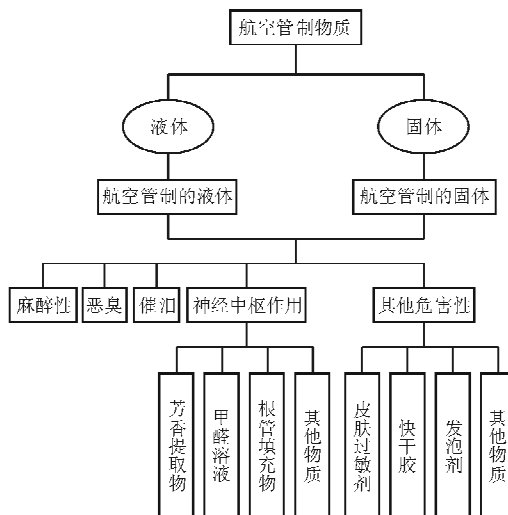 航空管制物质
液体
固体
航空管制的液体
航空管制的固体
麻醉性
恶臭
催泪
神经中枢作用
其他危害性
芳香提取物
甲醛溶液
根管填充物
其他物质
皮肤过敏剂
快干胶
发泡剂
其他物质